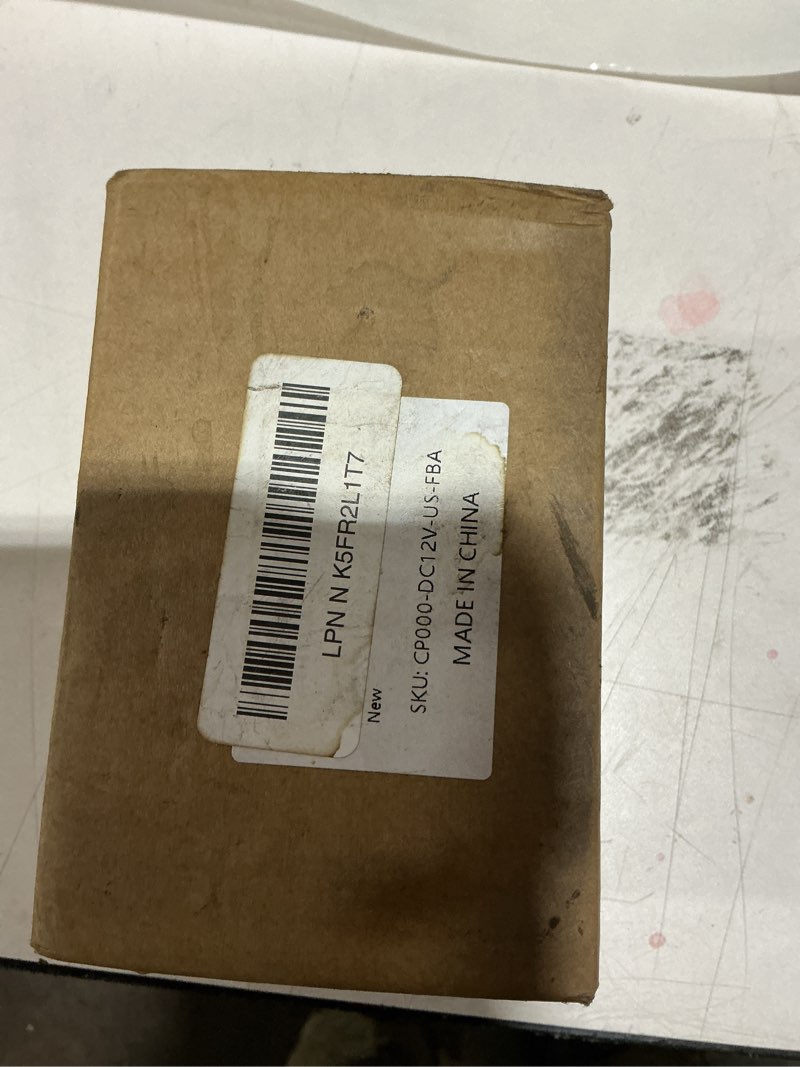 LPN N K5FR2L1T7
New
SKU: CP000-DC12V-US-FBA
MADE IN CHINA